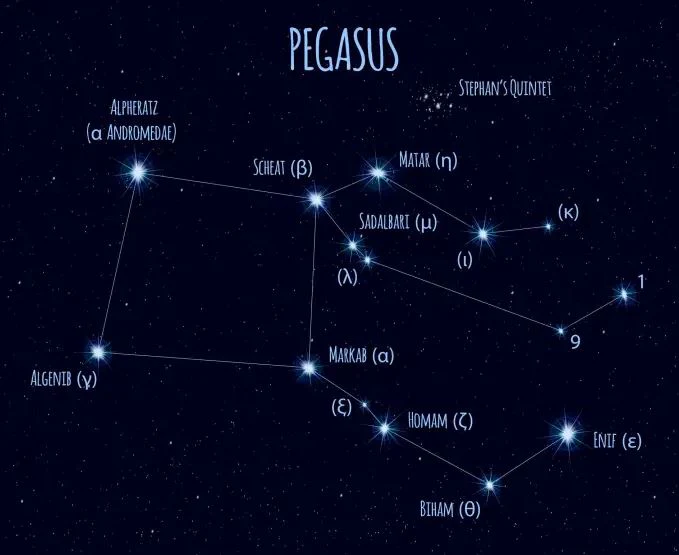 PEGASUS
STEPHAN'S QUINTET
ALPHERATZ
(α ANDROMEDAE)
SCHEAT (β)
MATAR (η)
SADALBARI (μ)
(κ)
(ι)
(λ)
1
9
MARKAB (α)
ALGENIB (γ)
(ξ)
HOMAM (ζ)
ENIF (ε)
BIHAM (θ)